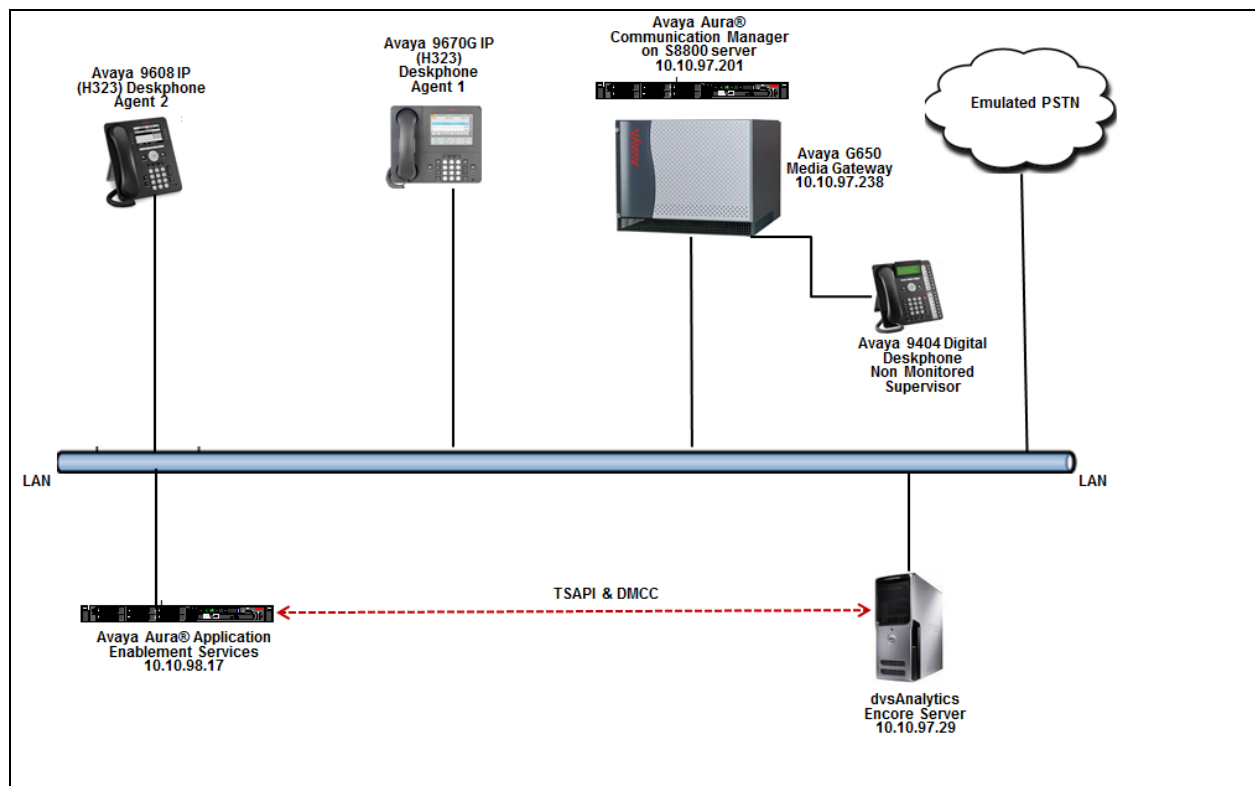 Avaya Aura®
Communication Manager
on S8800 server
10.10.97.201
Avaya 9670G IP
(H323)
Deskphone
Agent 1
Avaya 9608 IP
(H323) Deskphone
Agent 2
Emulated PSTN
AVAYA
Avaya G650
Media Gateway
10.10.97.238
Avaya 9404 Digital
Deskphone
Non Monitored
Supervisor
LAN
LAN
TSAPI & DMCC
Avaya Aura® Application
Enablement Services
10.10.98.17
dvsAnalytics
Encore Server
10.10.97.29